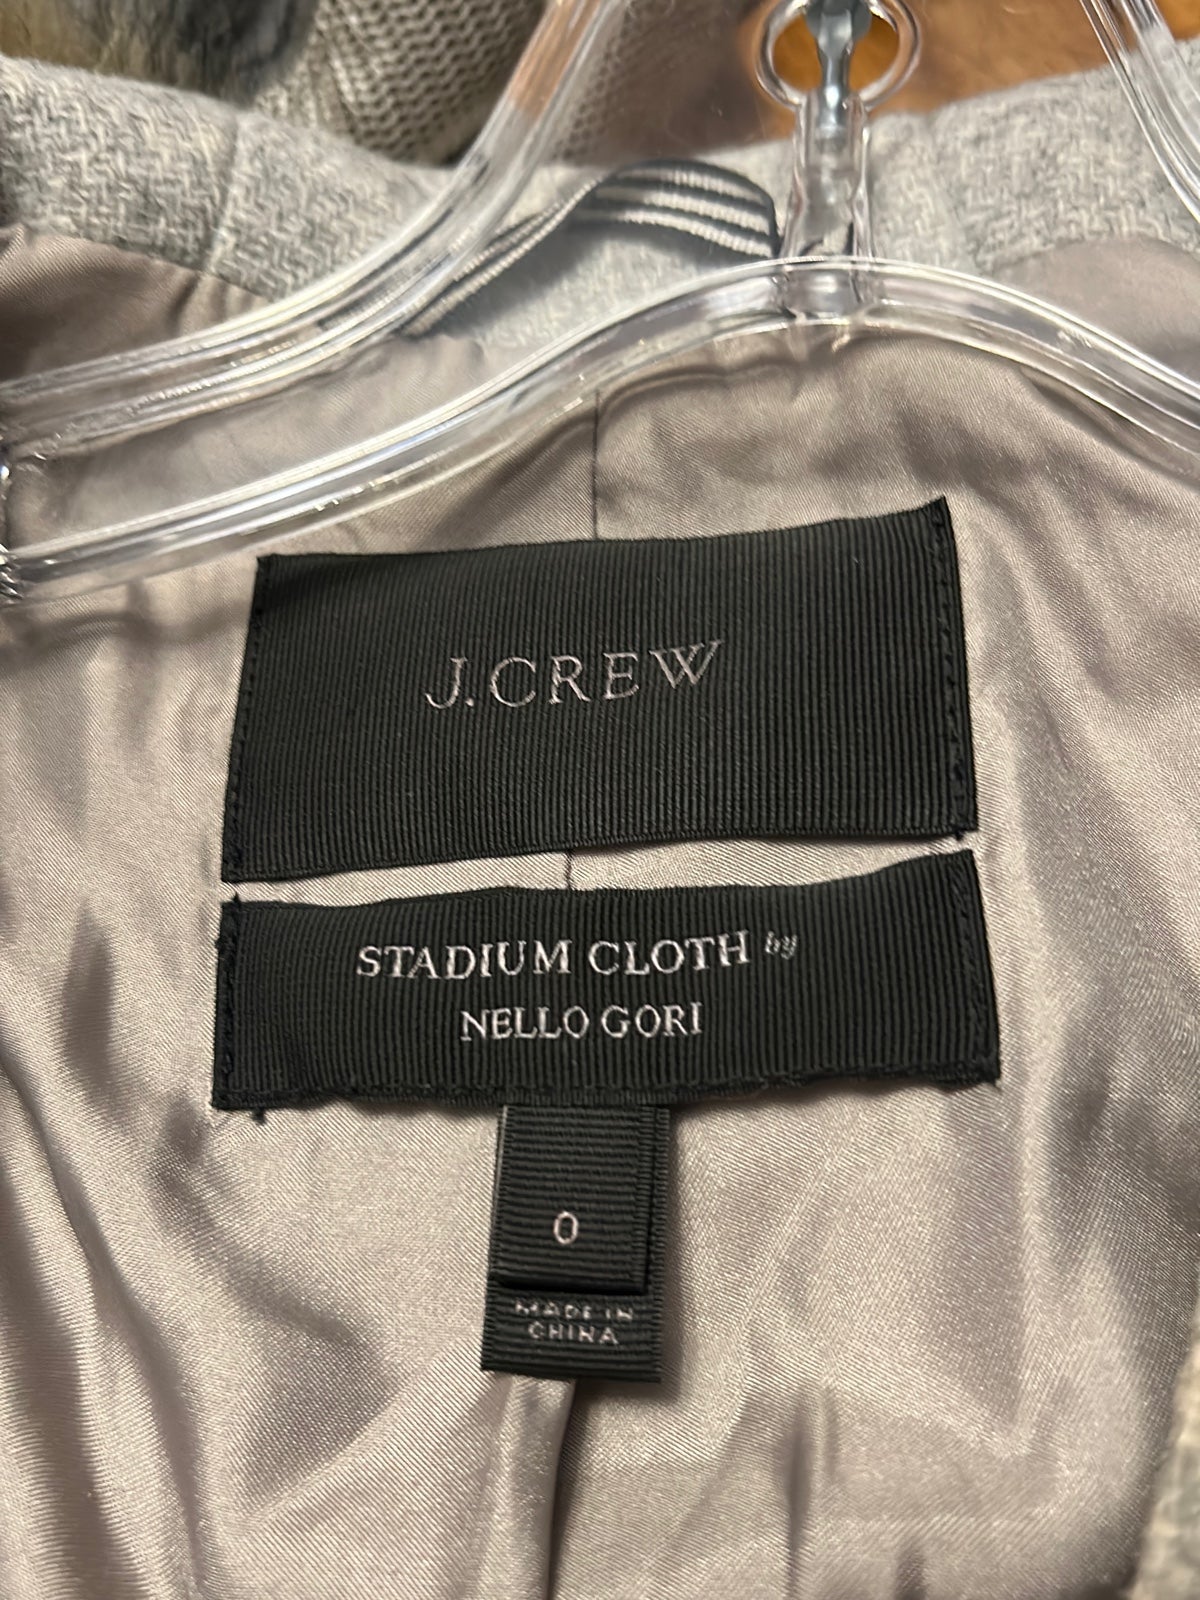 J.CREW
STADIUM CLOTH by
NELLO GORI
0
MADE IN
CHINA